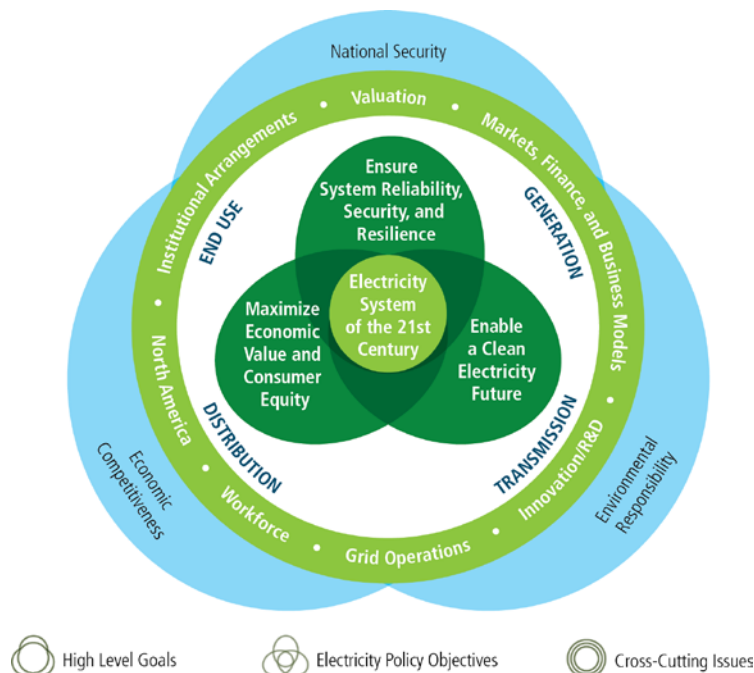 National Security
Institutional Arrangements • Valuation • Markets, Finance, and Business Models • Innovation/R&D • Grid Operations • Workforce • North America •
END USE
GENERATION
Ensure
System Reliability,
Security, and
Resilience
Electricity
System
of the 21st
Century
Maximize
Economic
Value and
Consumer
Equity
Enable
a Clean
Electricity
Future
DISTRIBUTION
TRANSMISSION
Economic
Competitiveness
Environmental
Responsibility
High Level Goals
Electricity Policy Objectives
Cross-Cutting Issues